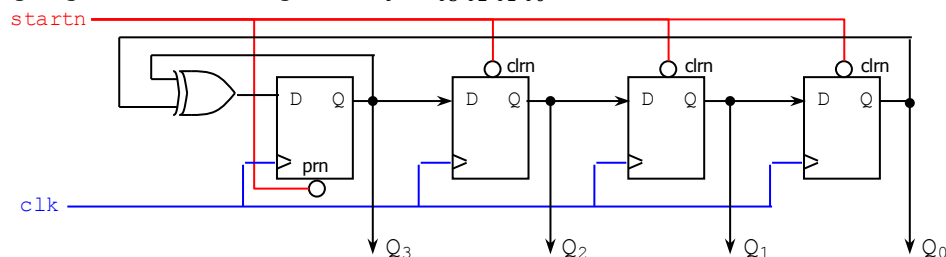 startn
clrn clrn clrn
D Q D Q D Q D Q
prn
clk
Q3 Q2 Q1 Q0